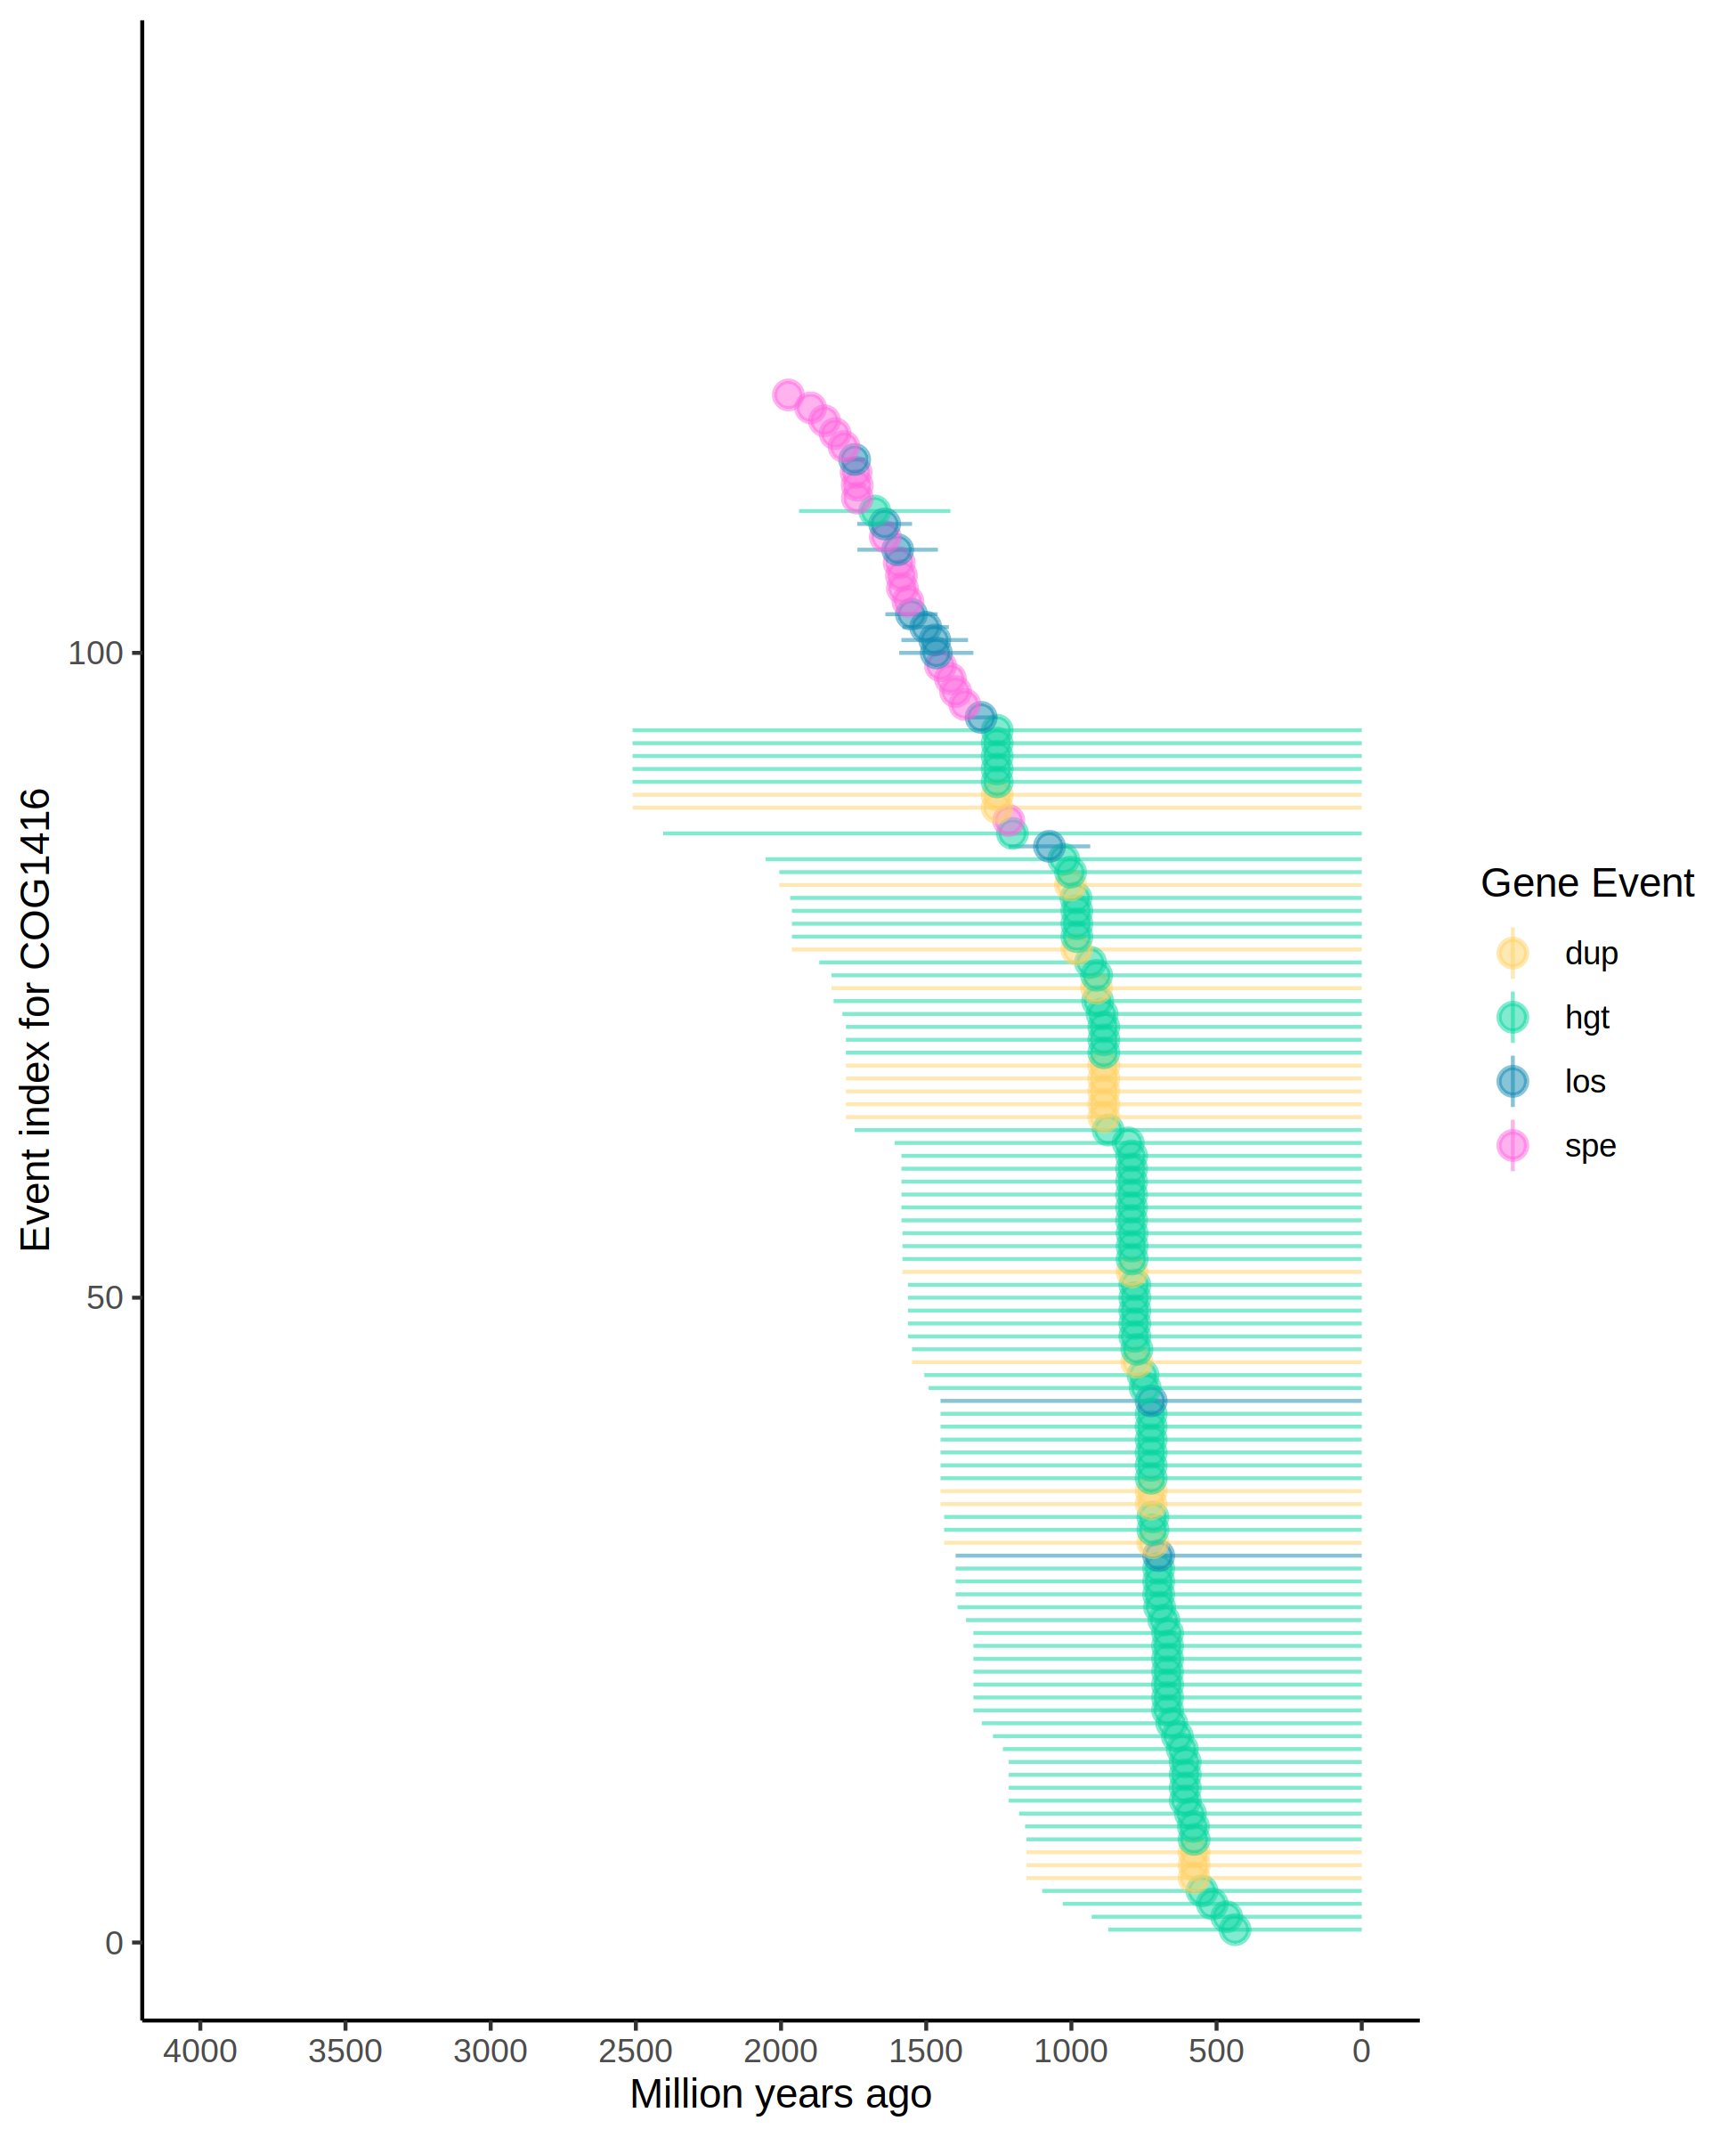 Event index for COG1416
100
50
0
4000 3500 3000 2500 2000 1500 1000 500 0
Million years ago
Gene Event
dup
hgt
los
spe